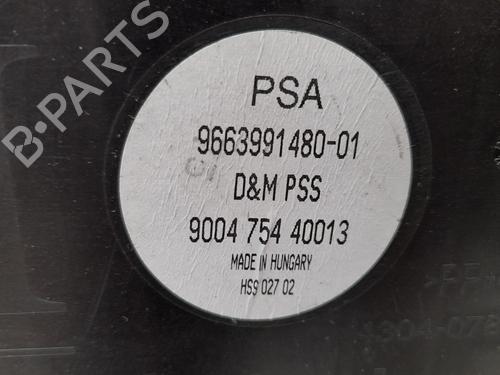 PSA
9663991480-01
D&M PSS
9004 754 40013
MADE IN HUNGARY
HS9 027 02
B-PARTS